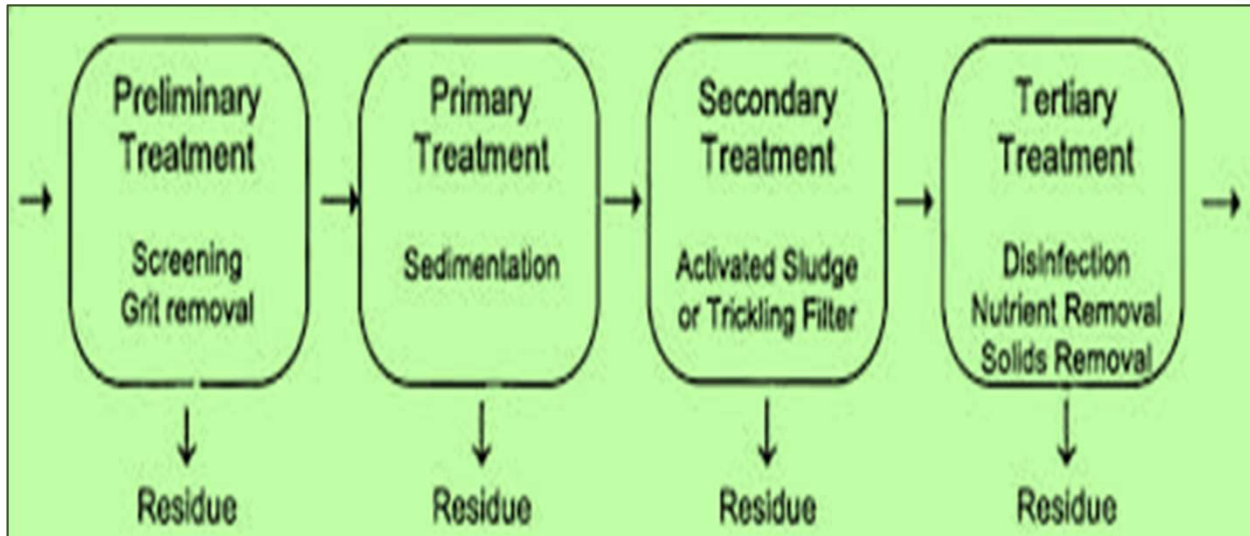 Preliminary
Treatment
Screening
Grit removal
Residue
Primary
Treatment
Sedimentation
Residue
Secondary
Treatment
Activated Sludge
or Trickling Filter
Residue
Tertiary
Treatment
Disinfection
Nutrient Removal
Solids Removal
Residue